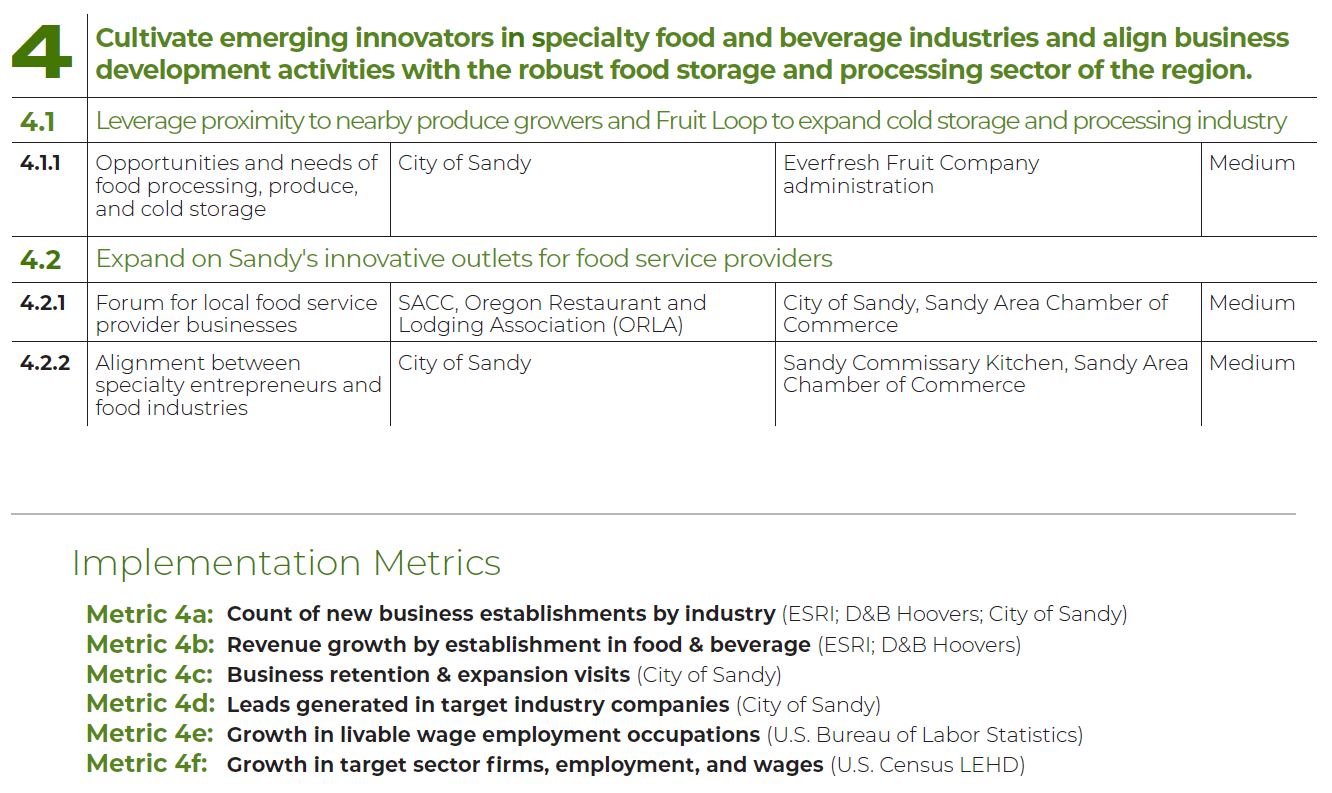 4
Cultivate emerging innovators in specialty food and beverage industries and align business
development activities with the robust food storage and processing sector of the region.
4.1 Leverage proximity to nearby produce growers and Fruit Loop to expand cold storage and processing industry
4.1.1 Opportunities and needs of
food processing, produce,
and cold storage
City of Sandy
Everfresh Fruit Company
administration
Medium
4.2 Expand on Sandy's innovative outlets for food service providers
4.2.1 Forum for local food service
provider businesses
SACC, Oregon Restaurant and
Lodging Association (ORLA)
City of Sandy, Sandy Area Chamber of
Commerce
Medium
4.2.2 Alignment between
specialty entrepreneurs and
food industries
City of Sandy
Sandy Commissary Kitchen, Sandy Area
Chamber of Commerce
Medium
Implementation Metrics
Metric 4a: Count of new business establishments by industry (ESRI; D&B Hoovers; City of Sandy)
Metric 4b: Revenue growth by establishment in food & beverage (ESRI; D&B Hoovers)
Metric 4c: Business retention & expansion visits (City of Sandy)
Metric 4d: Leads generated in target industry companies (City of Sandy)
Metric 4e: Growth in livable wage employment occupations (U.S. Bureau of Labor Statistics)
Metric 4f: Growth in target sector firms, employment, and wages (U.S. Census LEHD)